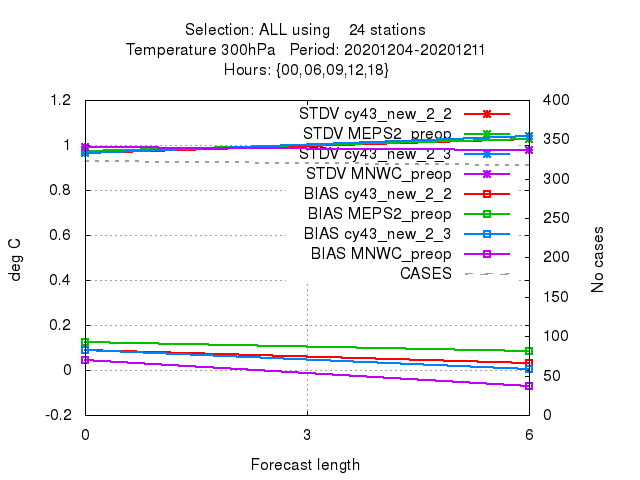 Selection: ALL using    24 stations
Temperature 300hPa   Period: 20201204-20201211
Hours: {00,06,09,12,18}
1.2
1
0.8
0.6
0.4
0.2
0
-0.2
deg C
400
350
300
250
200
150
100
50
0
No cases
STDV cy43_new_2_2
STDV MEPS2_preop
STDV cy43_new_2_3
STDV MNWC_preop
BIAS cy43_new_2_2
BIAS MEPS2_preop
BIAS cy43_new_2_3
BIAS MNWC_preop
CASES
0 3 6
Forecast length